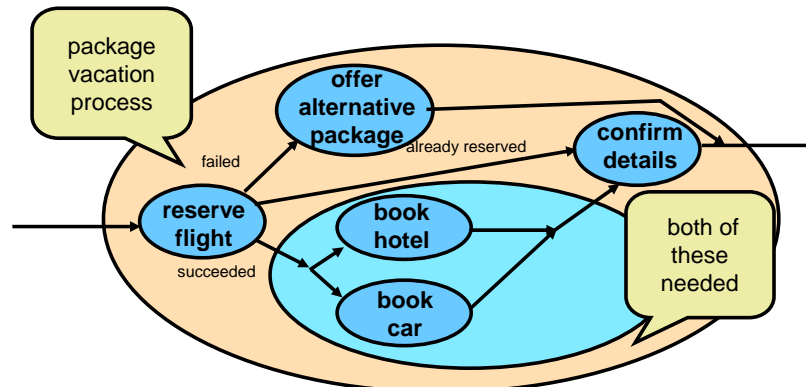 package
vacation
process
offer
alternative
package
failed
already reserved
confirm
details
reserve
flight
succeeded
book
hotel
book
car
both of
these
needed